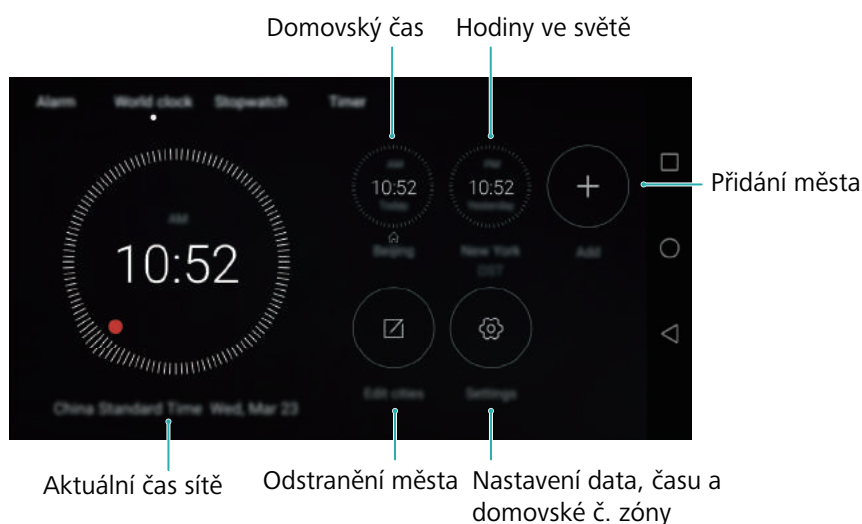 Domovský čas Hodiny ve světě
Alarm World clock Stopwatch Timer
AM PM
10:52 10:52
Today Yesterday
Přidání města
AM
10:52
Beijing New York Add
DST
Edit cities Settings
China Standard Time Wed, Mar 23
Aktuální čas sítě
Odstranění města
Nastavení data, času a
domovské č. zóny